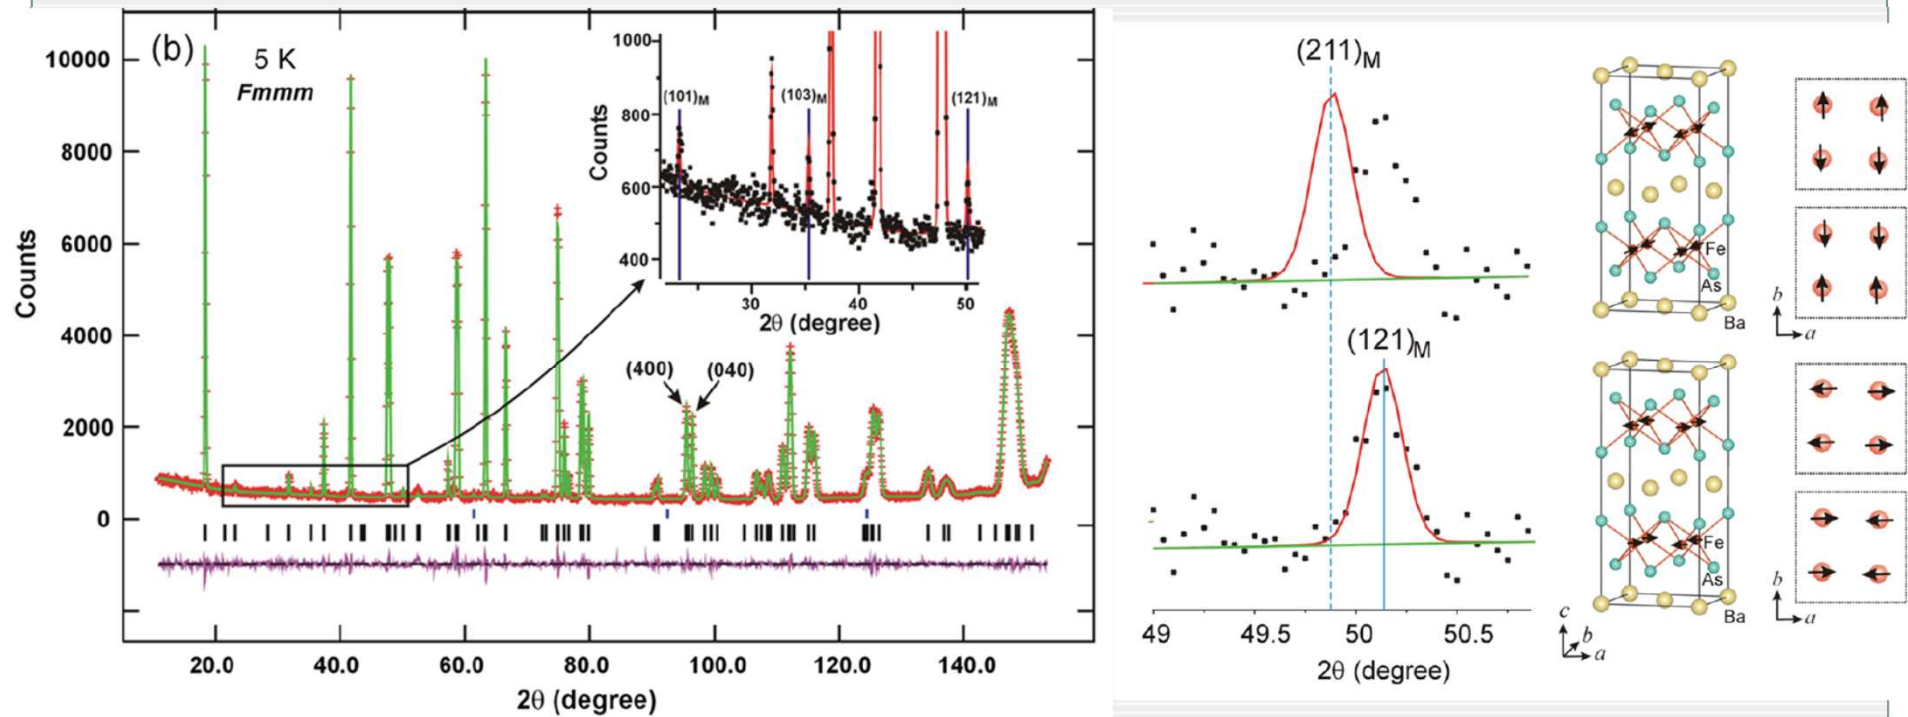 (b)
5 K
Fmmm
10000
8000
6000
4000
2000
0
Counts
20.0
40.0
60.0
80.0
100.0
120.0
140.0
2θ (degree)
(400)
(040)
1000
800
600
400
Counts
(101)M
(103)M
(121)M
30
40
50
2θ (degree)
(211)M
(121)M
49
49.5
50
50.5
2θ (degree)
Fe
As
Ba
b
a
Fe
As
Ba
b
a
c
b
a